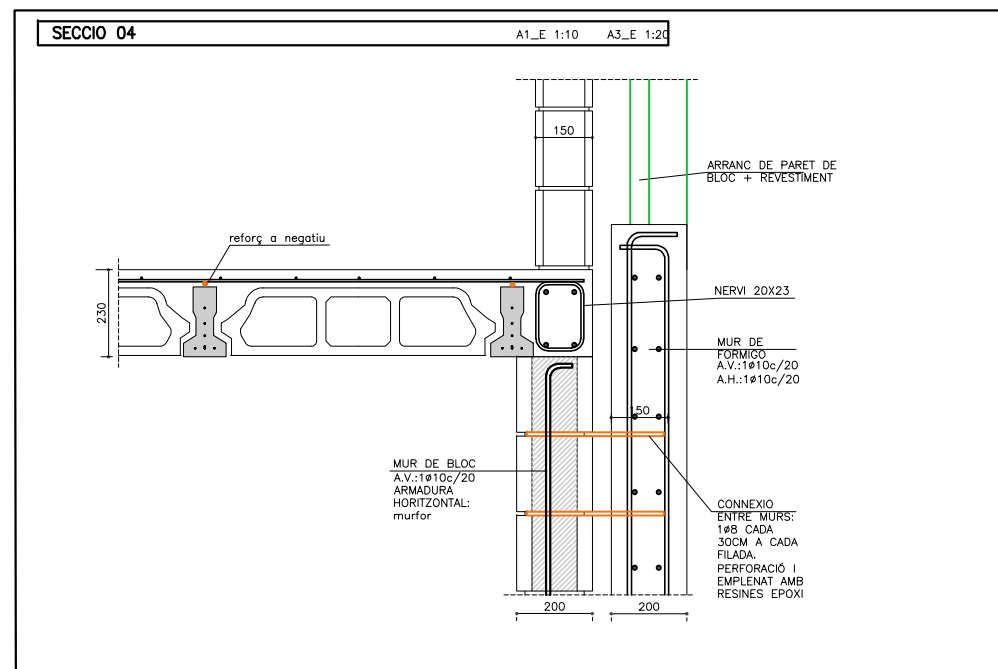 SECCIO 04
A1_E 1:10 A3_E 1:20
150
ARRANC DE PARET DE
BLOC + REVESTIMENT
reforç a negatiu
NERVI 20X23
230
MUR DE
FORMIGO
A.V.:1ø10c/20
A.H.:1ø10c/20
150
MUR DE BLOC
A.V.:1ø10c/20
ARMADURA
HORITZONTAL:
murfor
CONNEXIO
ENTRE MURS:
1ø8 CADA
30CM A CADA
FILADA.
PERFORACIÓ I
EMPLENAT AMB
RESINES EPOXI
200
200